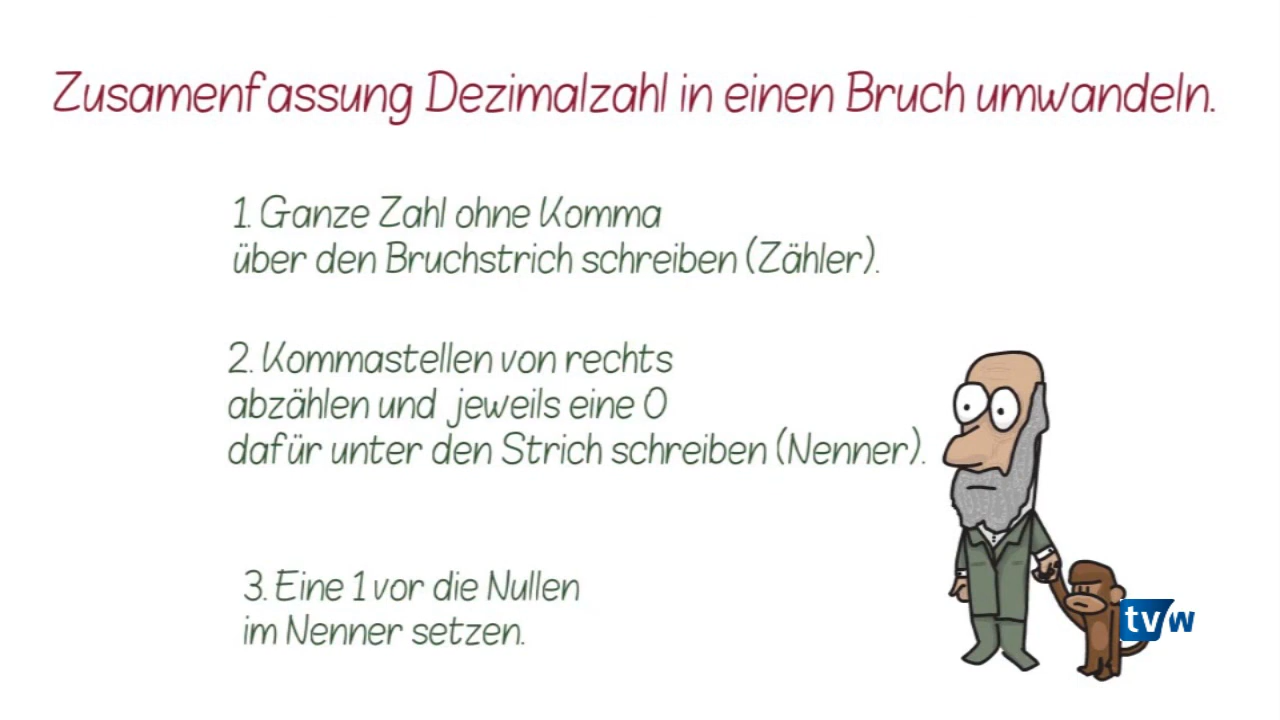 Zusamenfassung Dezimalzahl in einen Bruch umwandeln.
1. Ganze Zahl ohne Komma
über den Bruchstrich schreiben (Zähler).
2. Kommastellen von rechts
abzählen und jeweils eine 0
dafür unter den Strich schreiben (Nenner).
3. Eine 1 vor die Nullen
im Nenner setzen.
tvw